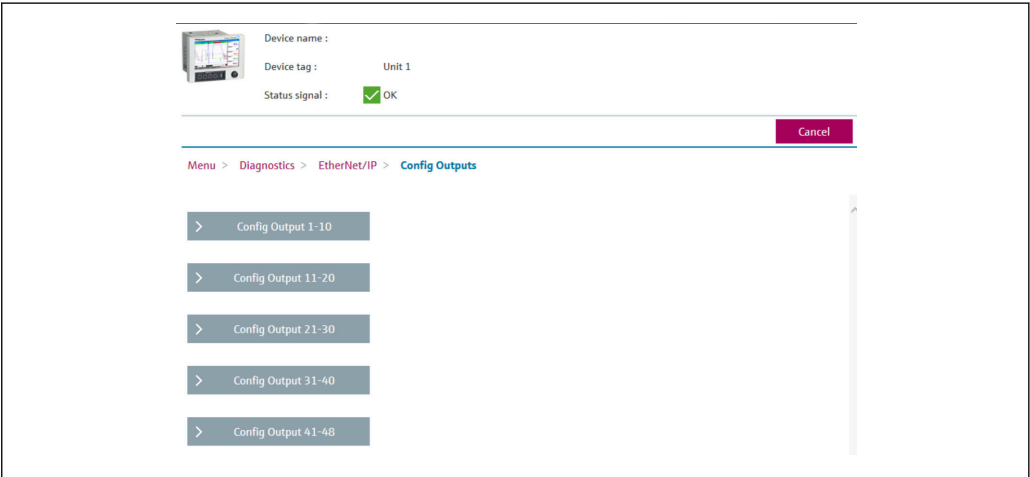 Device name :
Device tag : Unit 1
Status signal : OK
Cancel
Menu > Diagnostics > EtherNet/IP > Config Outputs
Config Output 1-10
Config Output 11-20
Config Output 21-30
Config Output 31-40
Config Output 41-48